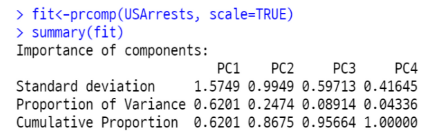 > fit<-prcomp(USArrests, scale=TRUE)
> summary(fit)
Importance of components:
PC1 PC2 PC3 PC4
Standard deviation 1.5749 0.9949 0.59713 0.41645
Proportion of Variance 0.6201 0.2474 0.08914 0.04336
Cumulative Proportion 0.6201 0.8675 0.95664 1.00000